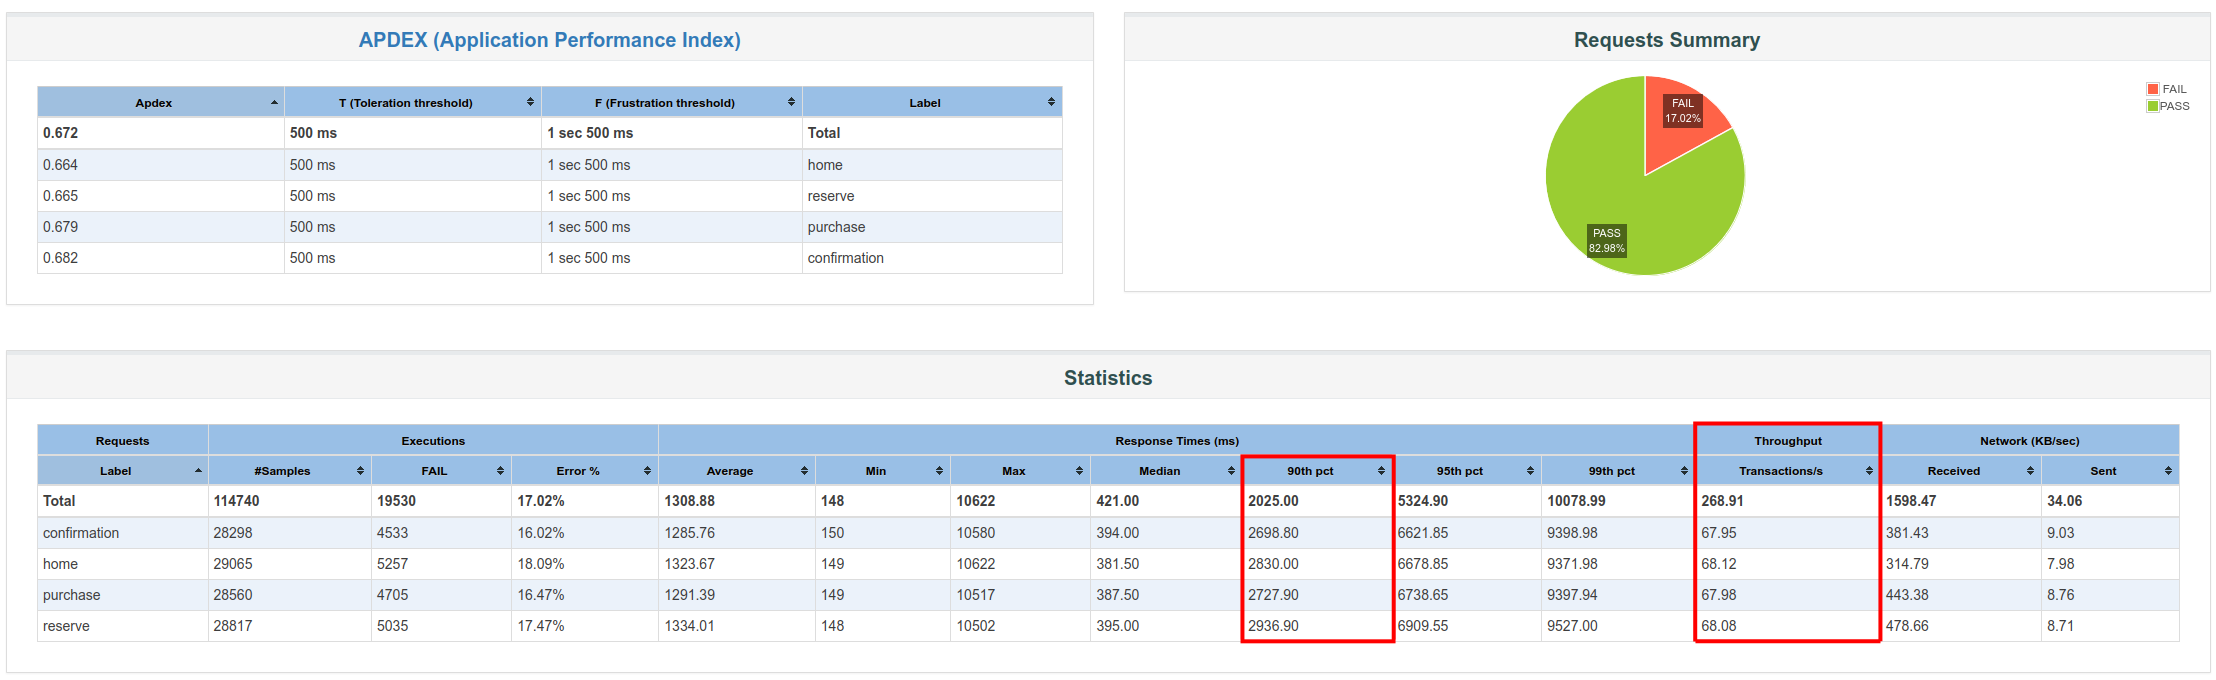 APDEX (Application Performance Index)
Apdex T (Toleration threshold) F (Frustration threshold) Label
0.672 500 ms 1 sec 500 ms Total
0.664 500 ms 1 sec 500 ms home
0.665 500 ms 1 sec 500 ms reserve
0.679 500 ms 1 sec 500 ms purchase
0.682 500 ms 1 sec 500 ms confirmation
Requests Summary
FAIL
17.02%
PASS
82.98%
FAIL
PASS
Statistics
Requests Executions Response Times (ms) Throughput Network (KB/sec)
Label #Samples FAIL Error % Average Min Max Median 90th pct 95th pct 99th pct Transactions/s Received Sent
Total 114740 19530 17.02% 1308.88 148 10622 421.00 2025.00 5324.90 10078.99 268.91 1598.47 34.06
confirmation 28298 4533 16.02% 1285.76 150 10580 394.00 2698.80 6621.85 9398.98 67.95 381.43 9.03
home 29065 5257 18.09% 1323.67 149 10622 381.50 2830.00 6678.85 9371.98 68.12 314.79 7.98
purchase 28560 4705 16.47% 1291.39 149 10517 387.50 2727.90 6738.65 9397.94 67.98 443.38 8.76
reserve 28817 5035 17.47% 1334.01 148 10502 395.00 2936.90 6909.55 9527.00 68.08 478.66 8.71